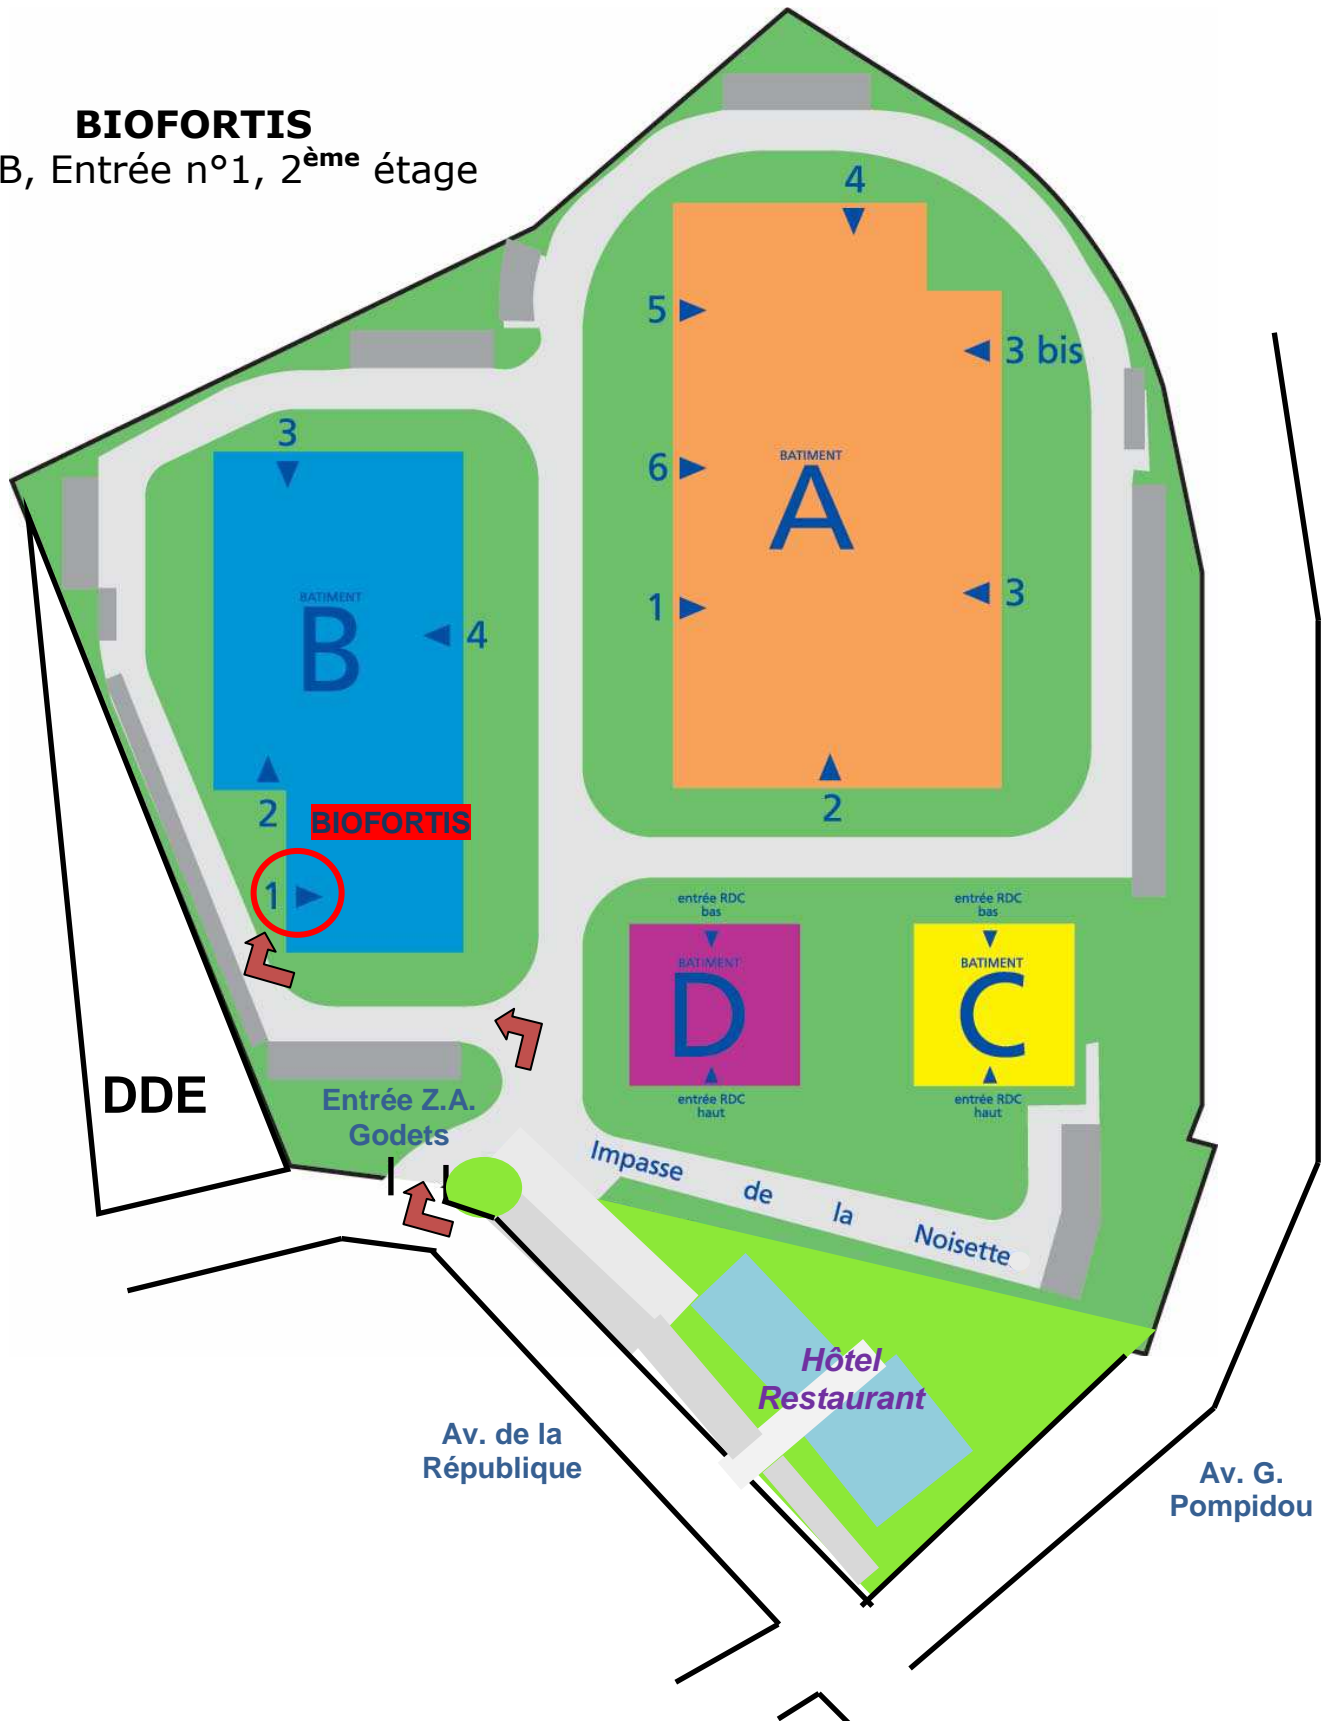 BIOFORTIS
B, Entrée n°1, 2ème étage
4
5
3 bis
3
6
BATIMENT
A
1
3
BATIMENT
B
4
2
2
BIOFORTIS
1
entrée RDC
bas
BATIMENT
D
entrée RDC
haut
entrée RDC
bas
BATIMENT
C
entrée RDC
haut
DDE
Entrée Z.A.
Godets
Impasse de la Noisette
Hôtel
Restaurant
Av. de la
République
Av. G.
Pompidou